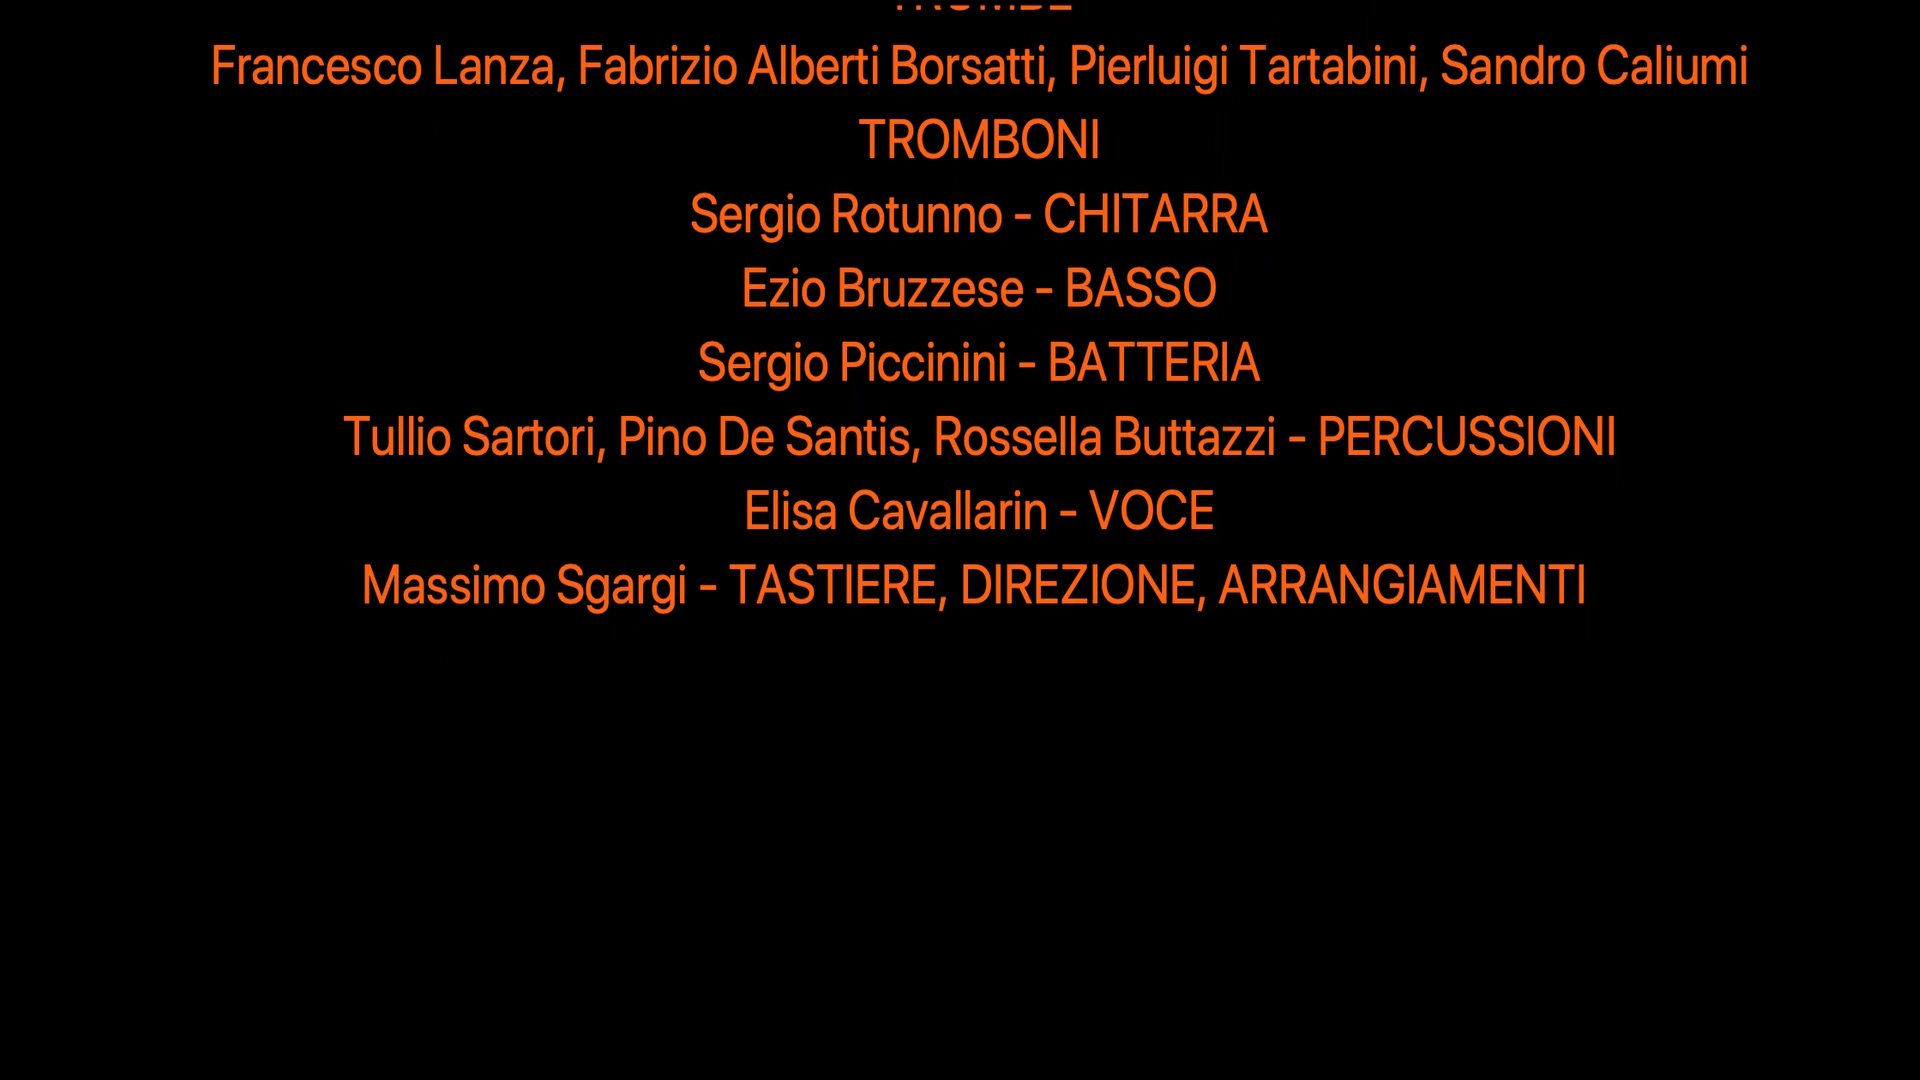 TROMBE
Francesco Lanza, Fabrizio Alberti Borsatti, Pierluigi Tartabini, Sandro Caliumi
TROMBONI
Sergio Rotunno - CHITARRA
Ezio Bruzzese - BASSO
Sergio Piccinini - BATTERIA
Tullio Sartori, Pino De Santis, Rossella Buttazzi - PERCUSSIONI
Elisa Cavallarin - VOCE
Massimo Sgargi - TASTIERE, DIREZIONE, ARRANGIAMENTI